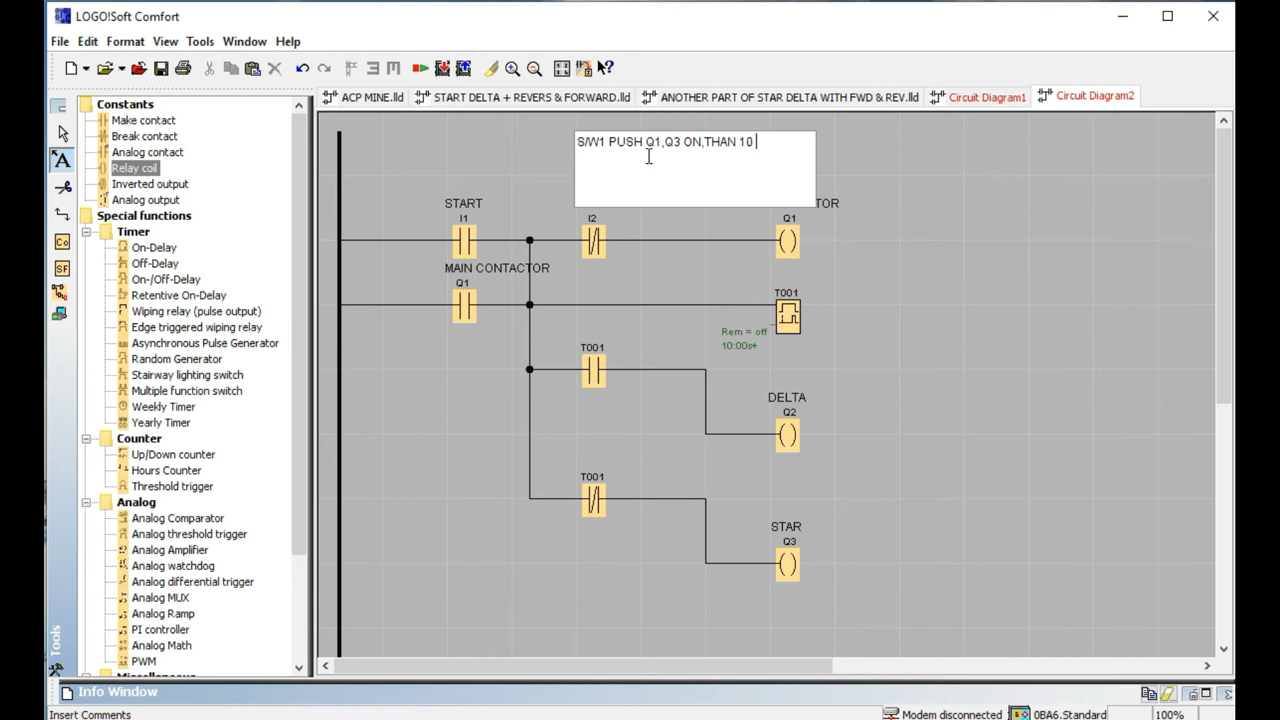 LOGO!Soft Comfort
File Edit Format View Tools Window Help
ACP MINE.lld START DELTA + REVERS & FORWARD.lld ANOTHER PART OF STAR DELTA WITH FWD & REV.lld Circuit Diagram1 Circuit Diagram2
Constants
Make contact
Break contact
Analog contact
Relay coil
Inverted output
Analog output
Special functions
Timer
On-Delay
Off-Delay
On-/Off-Delay
Retentive On-Delay
Wiping relay (pulse output)
Edge triggered wiping relay
Asynchronous Pulse Generator
Random Generator
Stairway lighting switch
Multiple function switch
Weekly Timer
Yearly Timer
Counter
Up/Down counter
Hours Counter
Threshold trigger
Analog
Analog Comparator
Analog threshold trigger
Analog Amplifier
Analog watchdog
Analog differential trigger
Analog MUX
Analog Ramp
PI controller
Analog Math
PWM
A
Co
SF
Tools
S/W1 PUSH Q1,Q3 ON,THAN 10
START
TOR
I1
I2
Q1
MAIN CONTACTOR
Q1
T001
Rem = off
10:00s+
T001
DELTA
Q2
T001
STAR
Q3
Info Window
Insert Comments
Modem disconnected
0BA6.Standard
100%